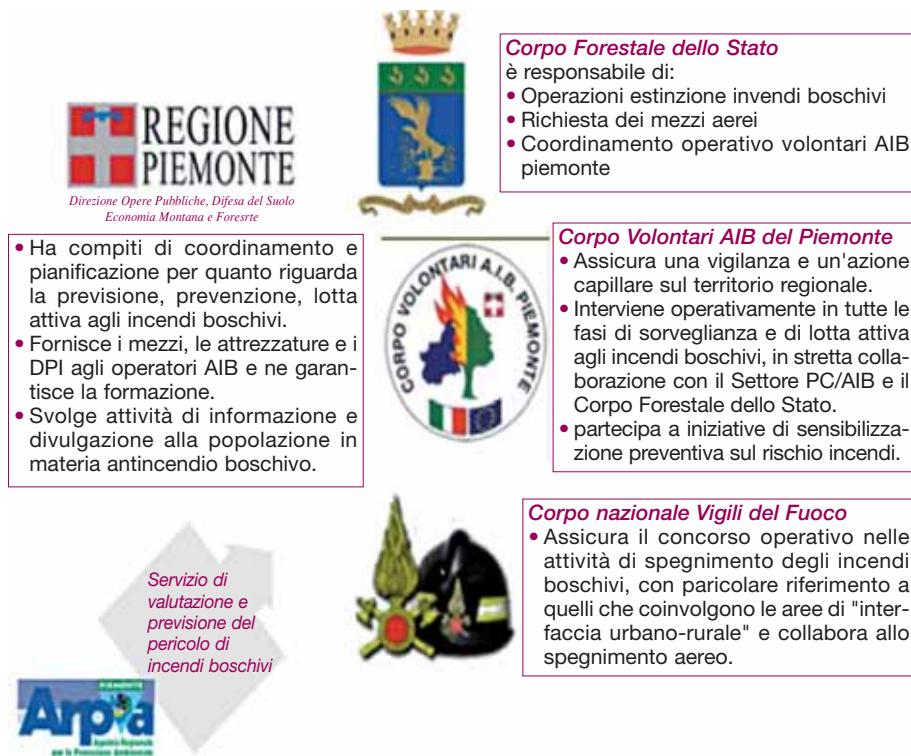 REGIONE
PIEMONTE
Direzione Opere Pubbliche, Difesa del Suolo
Economia Montana e Foresrte
• Ha compiti di coordinamento e
pianificazione per quanto riguarda
la previsione, prevenzione, lotta
attiva agli incendi boschivi.
• Fornisce i mezzi, le attrezzature e i
DPI agli operatori AIB e ne garan-
tisce la formazione.
• Svolge attività di informazione e
divulgazione alla popolazione in
materia antincendio boschivo.
Servizio di
valutazione e
previsione del
pericolo di
incendi boschivi
PIEMONTE
Arpa
Agenzia Regionale
per la Protezione Ambientale
Corpo Forestale dello Stato
è responsabile di:
• Operazioni estinzione invendi boschivi
• Richiesta dei mezzi aerei
• Coordinamento operativo volontari AIB
piemonte
CORPO VOLONTARI A.I.B. PIEMONTE
Corpo Volontari AIB del Piemonte
• Assicura una vigilanza e un'azione
capillare sul territorio regionale.
• Interviene operativamente in tutte le
fasi di sorveglianza e di lotta attiva
agli incendi boschivi, in stretta colla-
borazione con il Settore PC/AIB e il
Corpo Forestale dello Stato.
• partecipa a iniziative di sensibilizza-
zione preventiva sul rischio incendi.
Corpo nazionale Vigili del Fuoco
• Assicura il concorso operativo nelle
attività di spegnimento degli incendi
boschivi, con paricolare riferimento a
quelli che coinvolgono le aree di "inter-
faccia urbano-rurale" e collabora allo
spegnimento aereo.